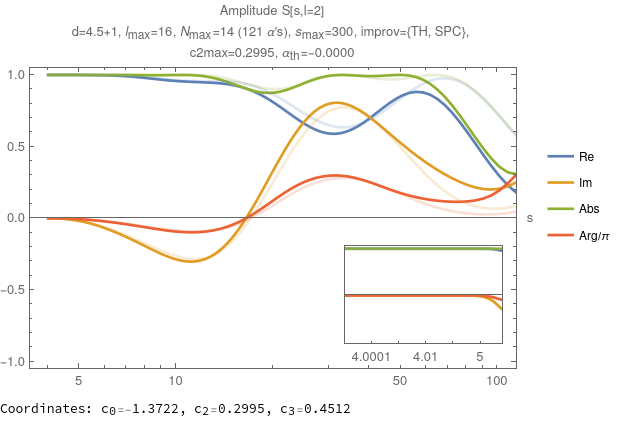 Amplitude S[s,l=2]
d=4.5+1, lmax=16, Nmax=14 (121 α's), smax=300, improv={TH, SPC},
c2max=0.2995, αth=-0.0000
1.0
0.5
0.0
-0.5
-1.0
5
10
50
100
s
Re
Im
Abs
Arg/π
4.0001
4.01
5
Coordinates: c0=-1.3722, c2=0.2995, c3=0.4512